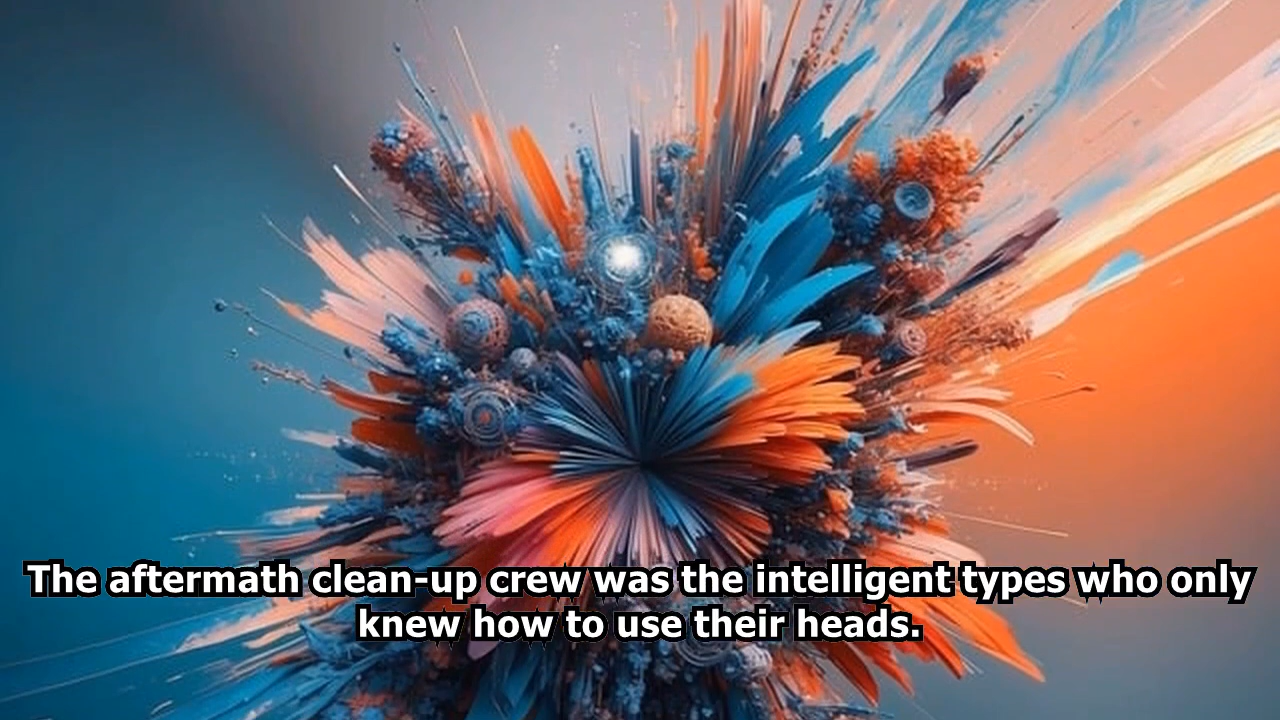 The aftermath clean-up crew was the intelligent types who only
knew how to use their heads.